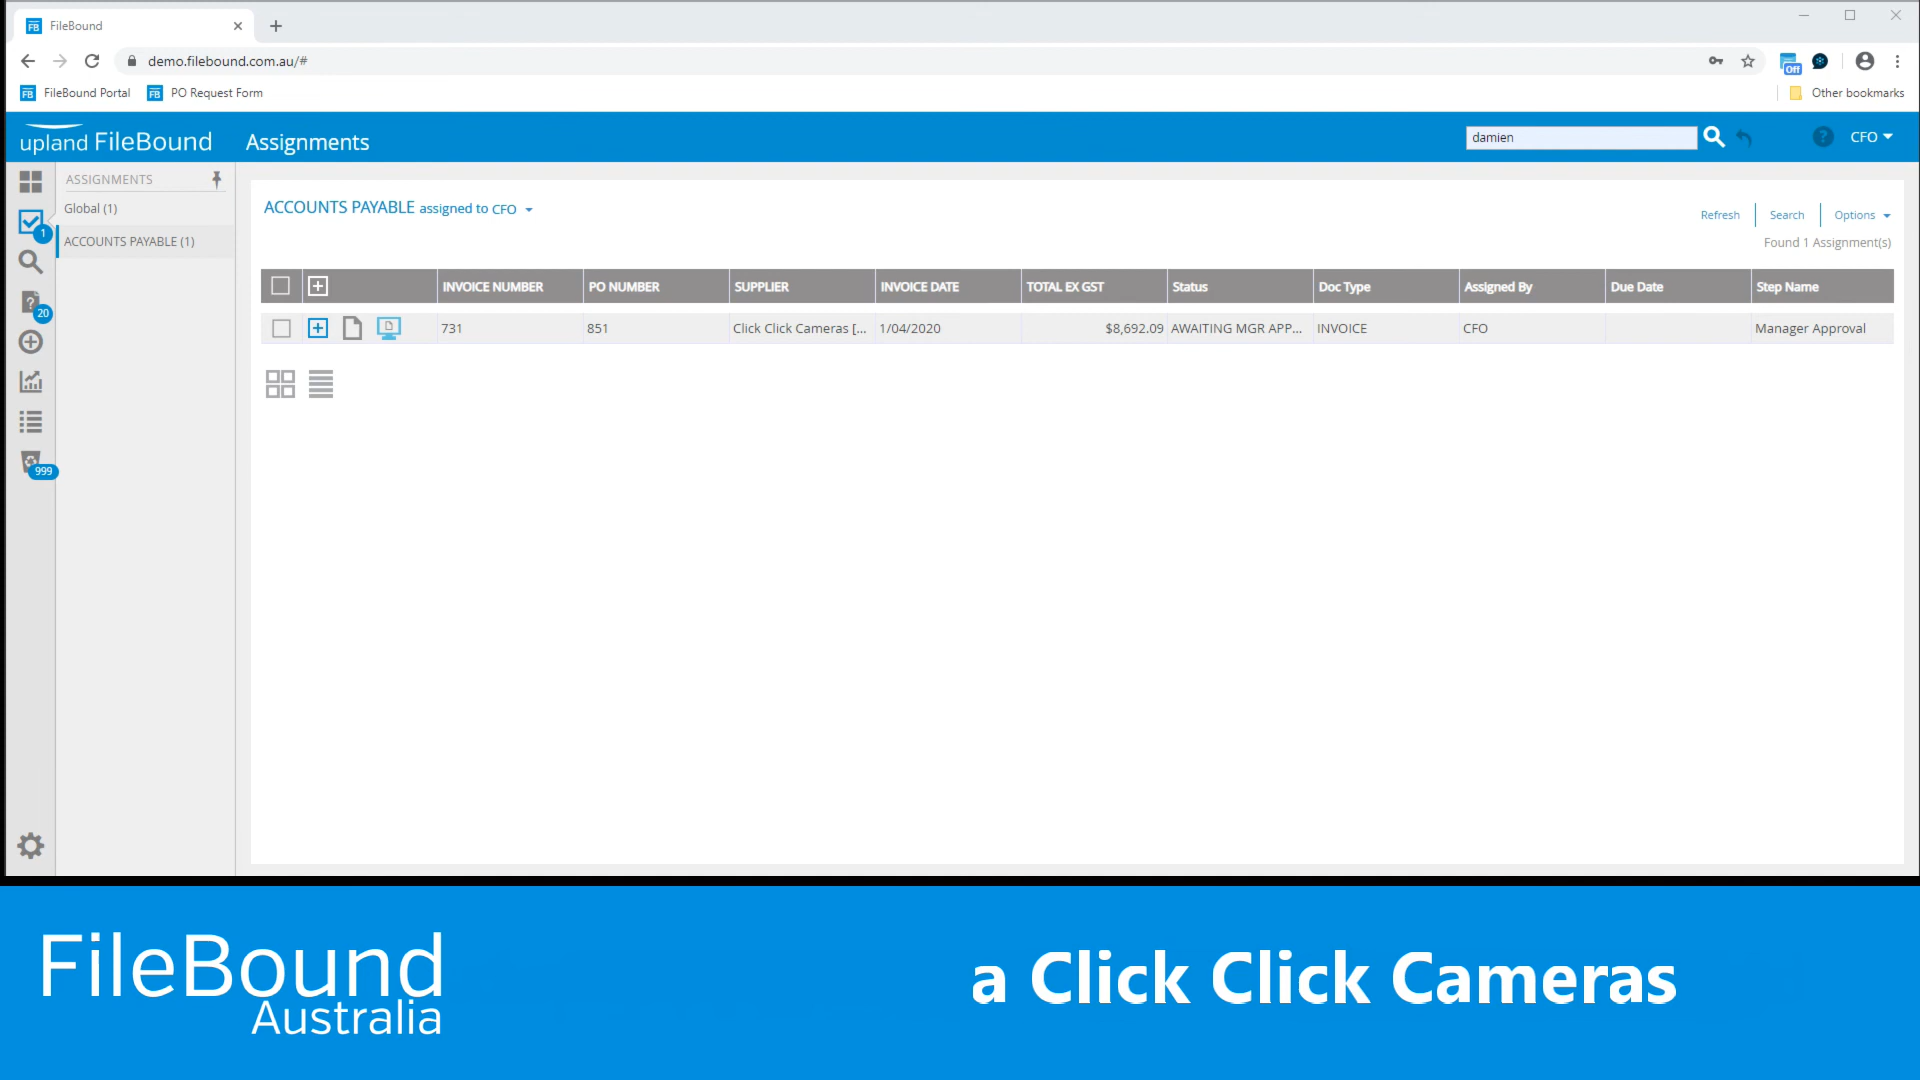 FileBound
demo.filebound.com.au/#
Off
FileBound Portal
PO Request Form
Other bookmarks
upland FileBound
Assignments
damien
CFO
ASSIGNMENTS
Global (1)
1
ACCOUNTS PAYABLE (1)
20
999
ACCOUNTS PAYABLE assigned to CFO
Refresh
Search
Options
Found 1 Assignment(s)
INVOICE NUMBER PO NUMBER SUPPLIER INVOICE DATE TOTAL EX GST Status Doc Type Assigned By Due Date Step Name
731 851 Click Click Cameras [... 1/04/2020 $8,692.09 AWAITING MGR APP... INVOICE CFO Manager Approval
FileBound
Australia
a Click Click Cameras